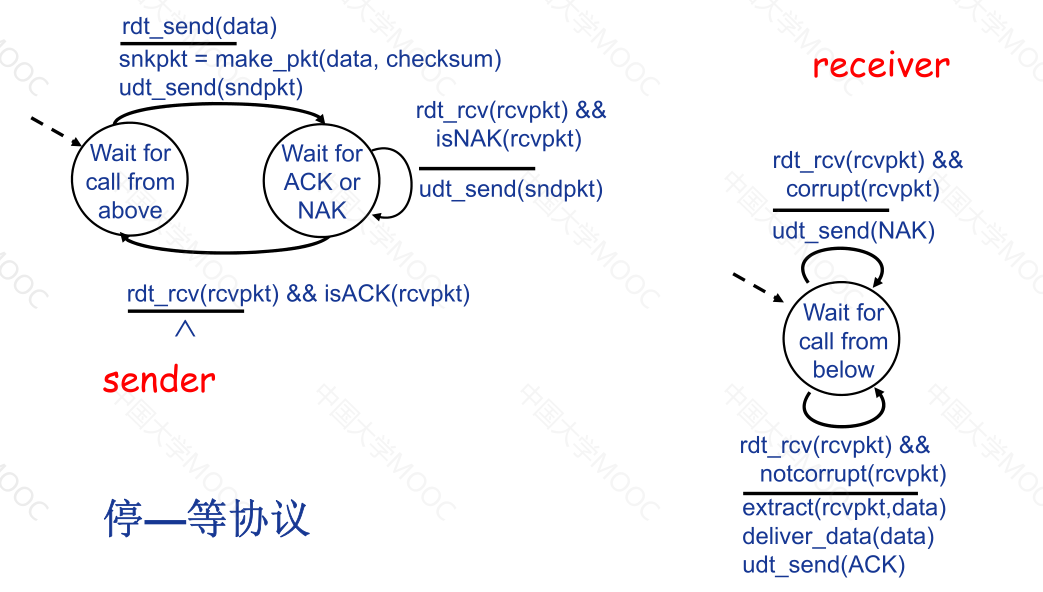 rdt_send(data)
snkpkt = make_pkt(data, checksum)
udt_send(sndpkt)
Wait for
call from
above
Wait for
ACK or
NAK
rdt_rcv(rcvpkt) &&
isNAK(rcvpkt)
udt_send(sndpkt)
rdt_rcv(rcvpkt) && isACK(rcvpkt)
Λ
sender
停—等协议
receiver
rdt_rcv(rcvpkt) &&
corrupt(rcvpkt)
udt_send(NAK)
Wait for
call from
below
rdt_rcv(rcvpkt) &&
notcorrupt(rcvpkt)
extract(rcvpkt,data)
deliver_data(data)
udt_send(ACK)
中国大学MOOC